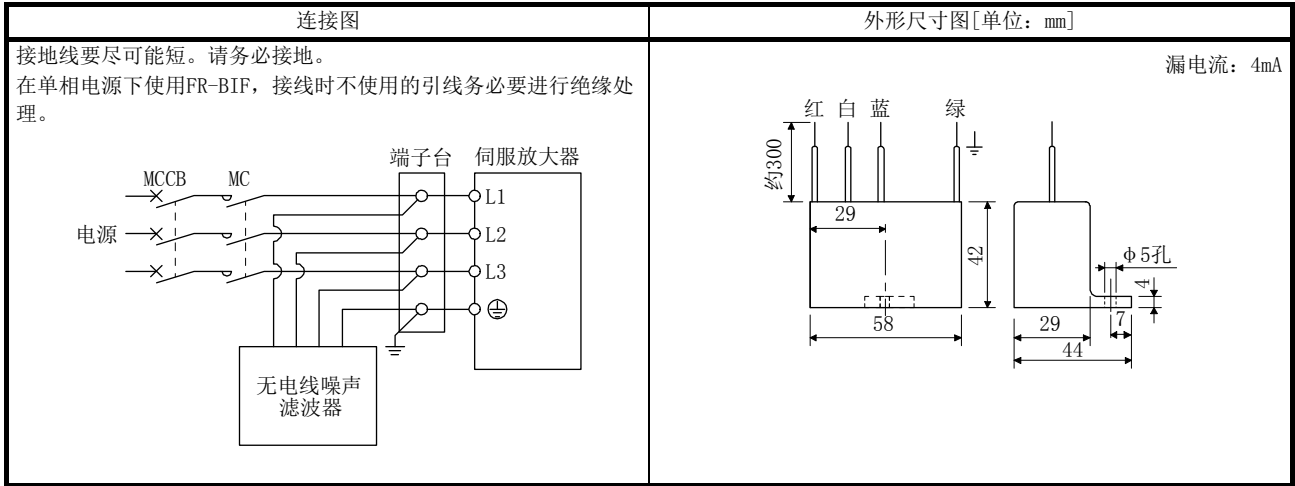 连接图
外形尺寸图[单位：mm]
接地线要尽可能短。请务必接地。
在单相电源下使用FR-BIF，接线时不使用的引线务必要进行绝缘处
理。
端子台
伺服放大器
MCCB
MC
L1
电源
L2
L3
无电线噪声
滤波器
漏电流：4mA
红 白 蓝 绿
约300
29
42
58
φ5孔
4
29
7
44